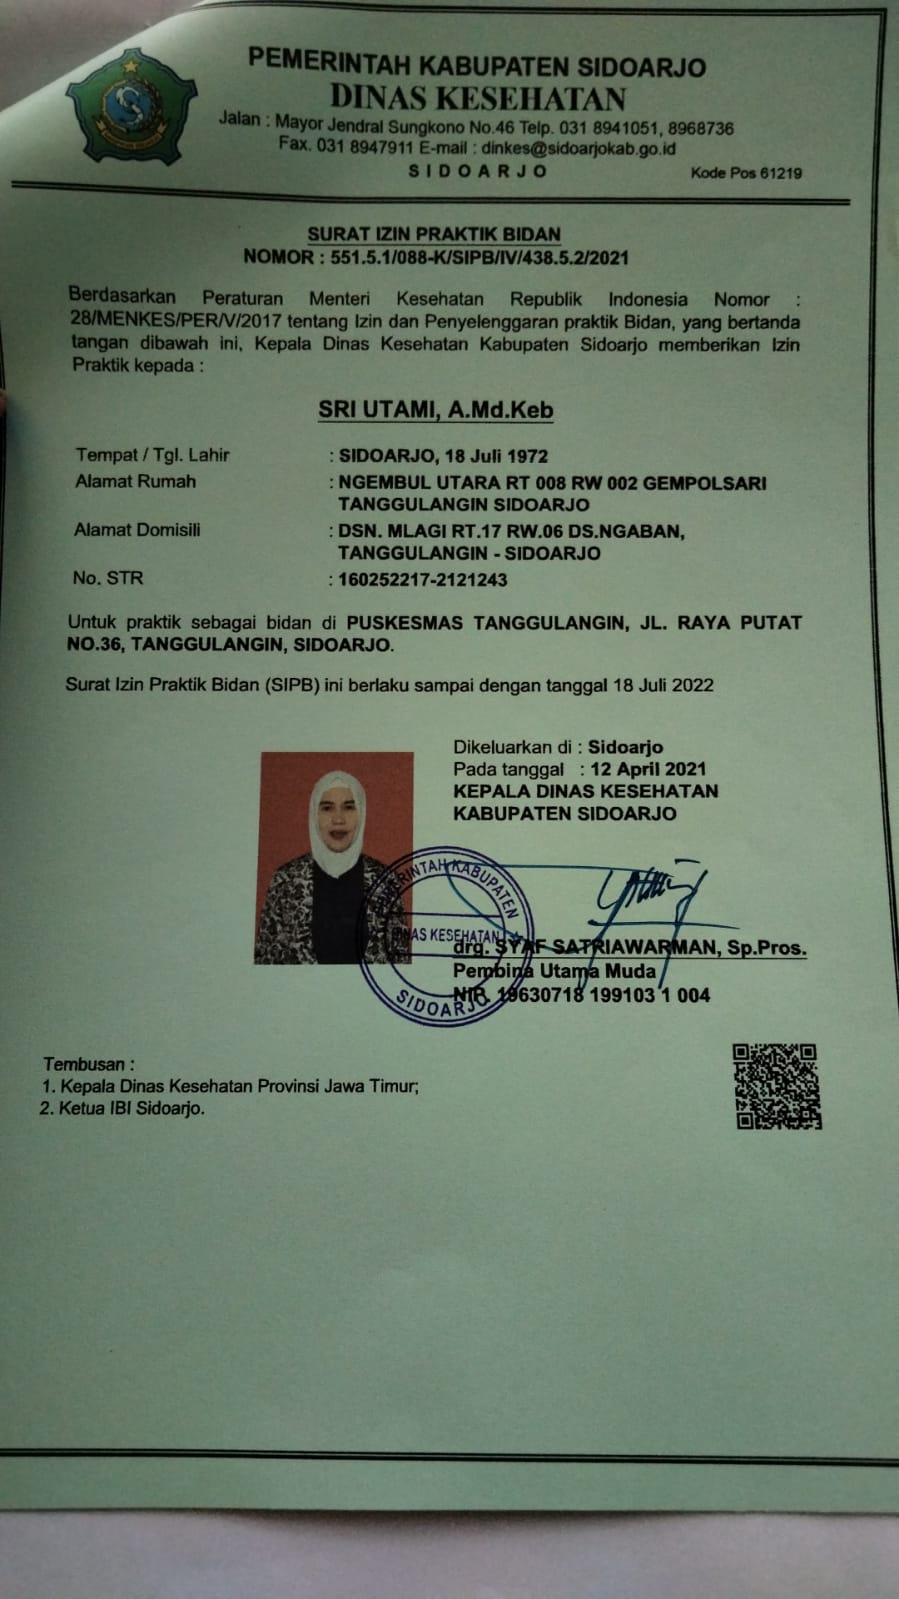 PEMERINTAH KABUPATEN SIDOARJO
DINAS KESEHATAN
Jalan : Mayor Jendral Sungkono No.46 Telp. 031 8941051, 8968736
Fax. 031 8947911 E-mail : dinkes@sidoarjokab.go.id
S I D O A R J O
Kode Pos 61219
SURAT IZIN PRAKTIK BIDAN
NOMOR : 551.5.1/088-K/SIPB/IV/438.5.2/2021
Berdasarkan Peraturan Menteri Kesehatan Republik Indonesia Nomor :
28/MENKES/PER/V/2017 tentang Izin dan Penyelenggaran praktik Bidan, yang bertanda
tangan dibawah ini, Kepala Dinas Kesehatan Kabupaten Sidoarjo memberikan Izin
Praktik kepada :
SRI UTAMI, A.Md.Keb
Tempat / Tgl. Lahir : SIDOARJO, 18 Juli 1972
Alamat Rumah : NGEMBUL UTARA RT 008 RW 002 GEMPOLSARI
TANGGULANGIN SIDOARJO
Alamat Domisili : DSN. MLAGI RT.17 RW.06 DS.NGABAN,
TANGGULANGIN - SIDOARJO
No. STR : 160252217-2121243
Untuk praktik sebagai bidan di PUSKESMAS TANGGULANGIN, JL. RAYA PUTAT
NO.36, TANGGULANGIN, SIDOARJO.
Surat Izin Praktik Bidan (SIPB) ini berlaku sampai dengan tanggal 18 Juli 2022
Dikeluarkan di : Sidoarjo
Pada tanggal : 12 April 2021
KEPALA DINAS KESEHATAN
KABUPATEN SIDOARJO
PEMERINTAH KABUPATEN
DINAS KESEHATAN
SIDOARJO
drg. SYAF SATRIAWARMAN, Sp.Pros.
Pembina Utama Muda
NIP. 19630718 199103 1 004
Tembusan :
1. Kepala Dinas Kesehatan Provinsi Jawa Timur;
2. Ketua IBI Sidoarjo.